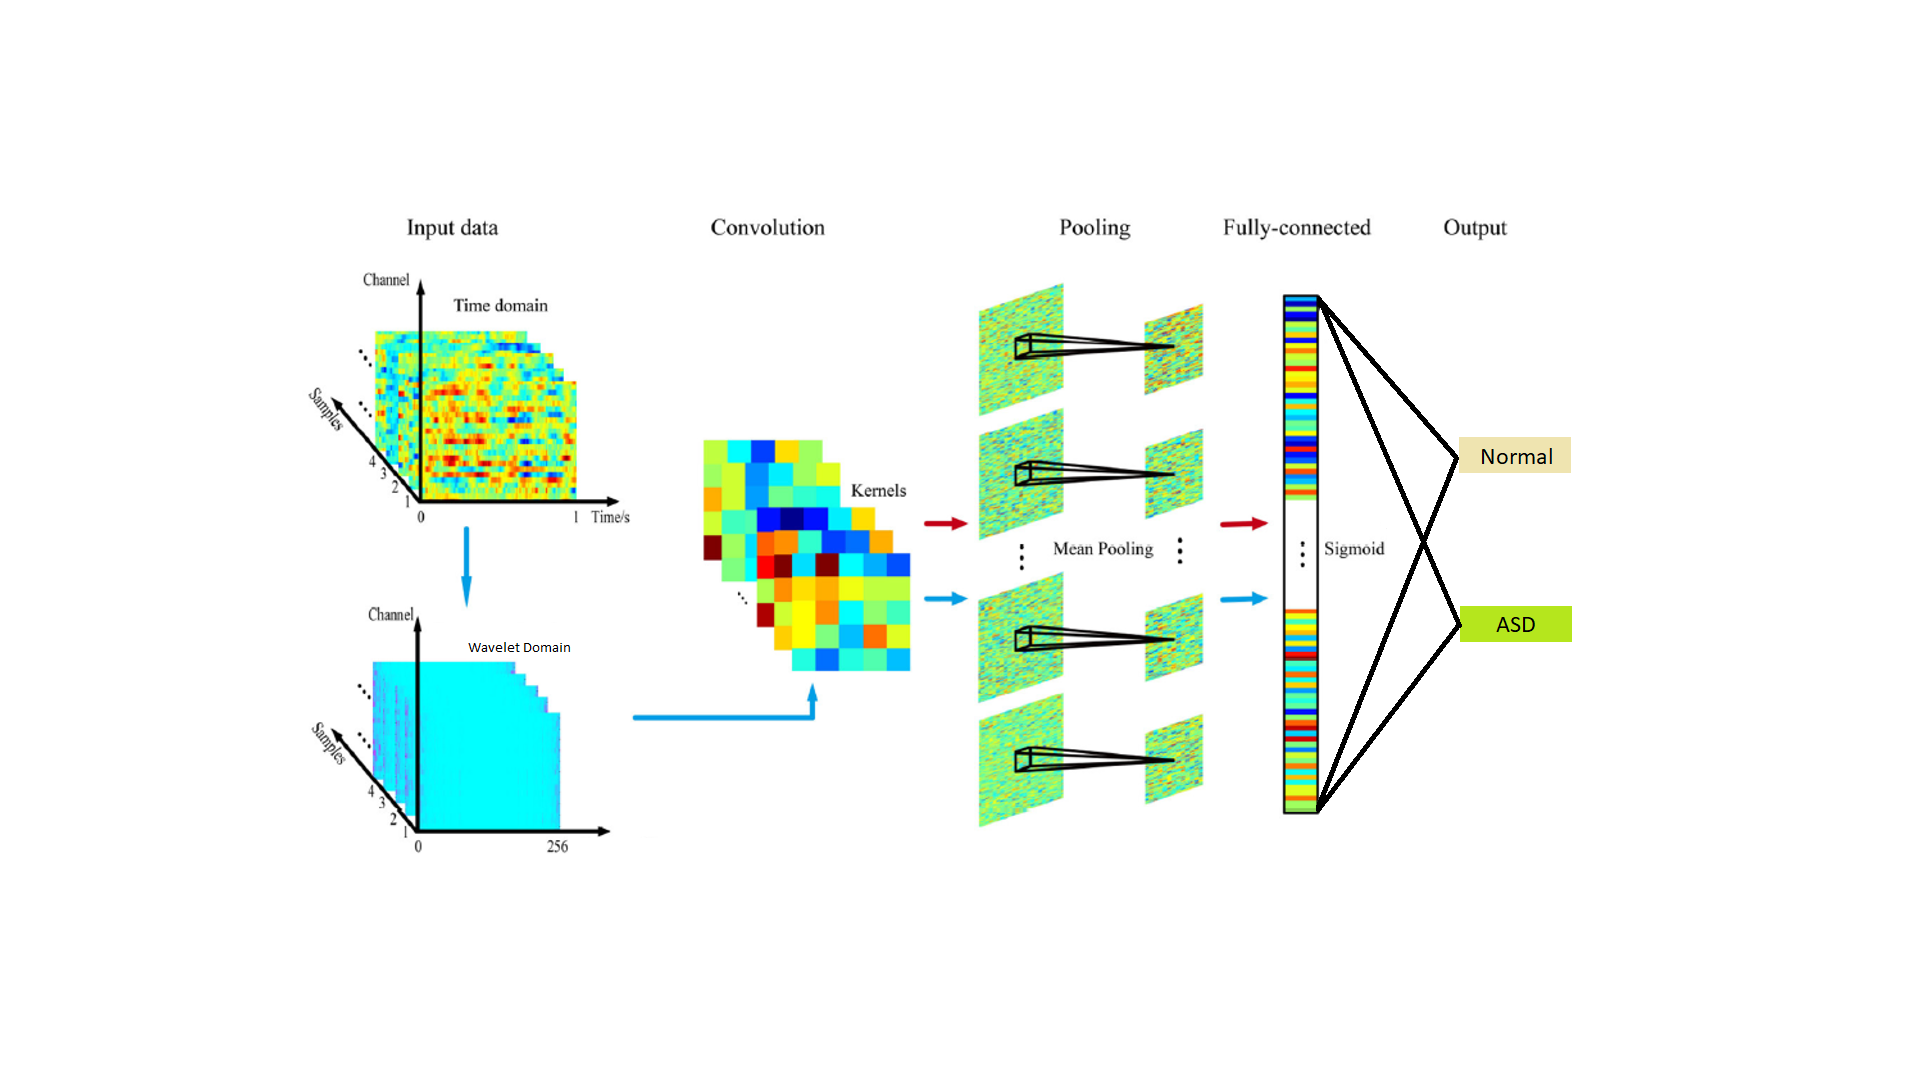 Input data
Convolution
Pooling
Fully-connected
Output
Channel
Time domain
Samples
4
3
2
1
0
1
Time/s
Channel
Wavelet Domain
Samples
4
3
2
1
0
256
Kernels
Mean Pooling
Sigmoid
Normal
ASD